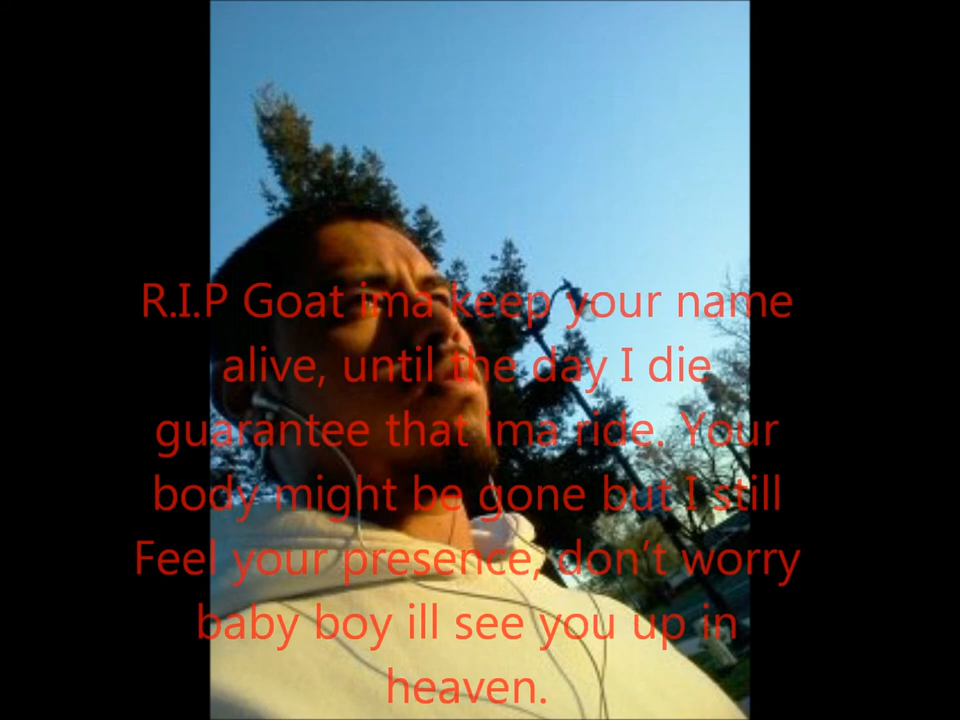 R.I.P Goat ima keep your name
alive, until the day I die
guarantee that ima ride. Your
body might be gone but I still
Feel your presence, don't worry
baby boy ill see you up in
heaven.